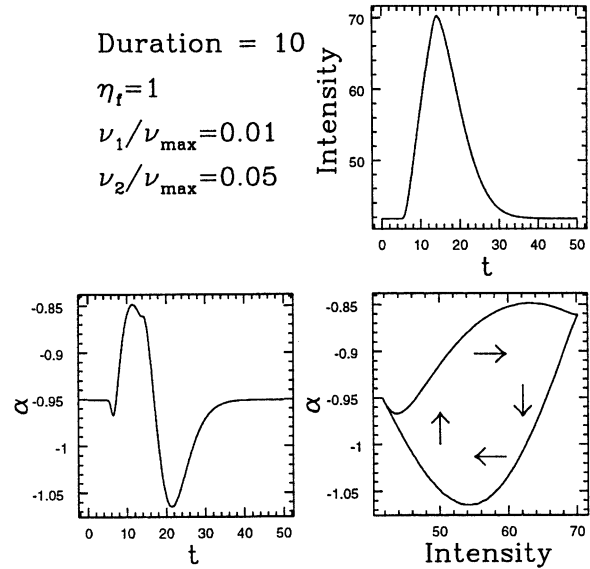 Duration = 10
η_f=1
ν_1/ν_max=0.01
ν_2/ν_max=0.05
Intensity
70
60
50
0 10 20 30 40 50
t
α
-0.85
-0.9
-0.95
-1
-1.05
0 10 20 30 40 50
t
α
-0.85
-0.9
-0.95
-1
-1.05
50 60 70
Intensity